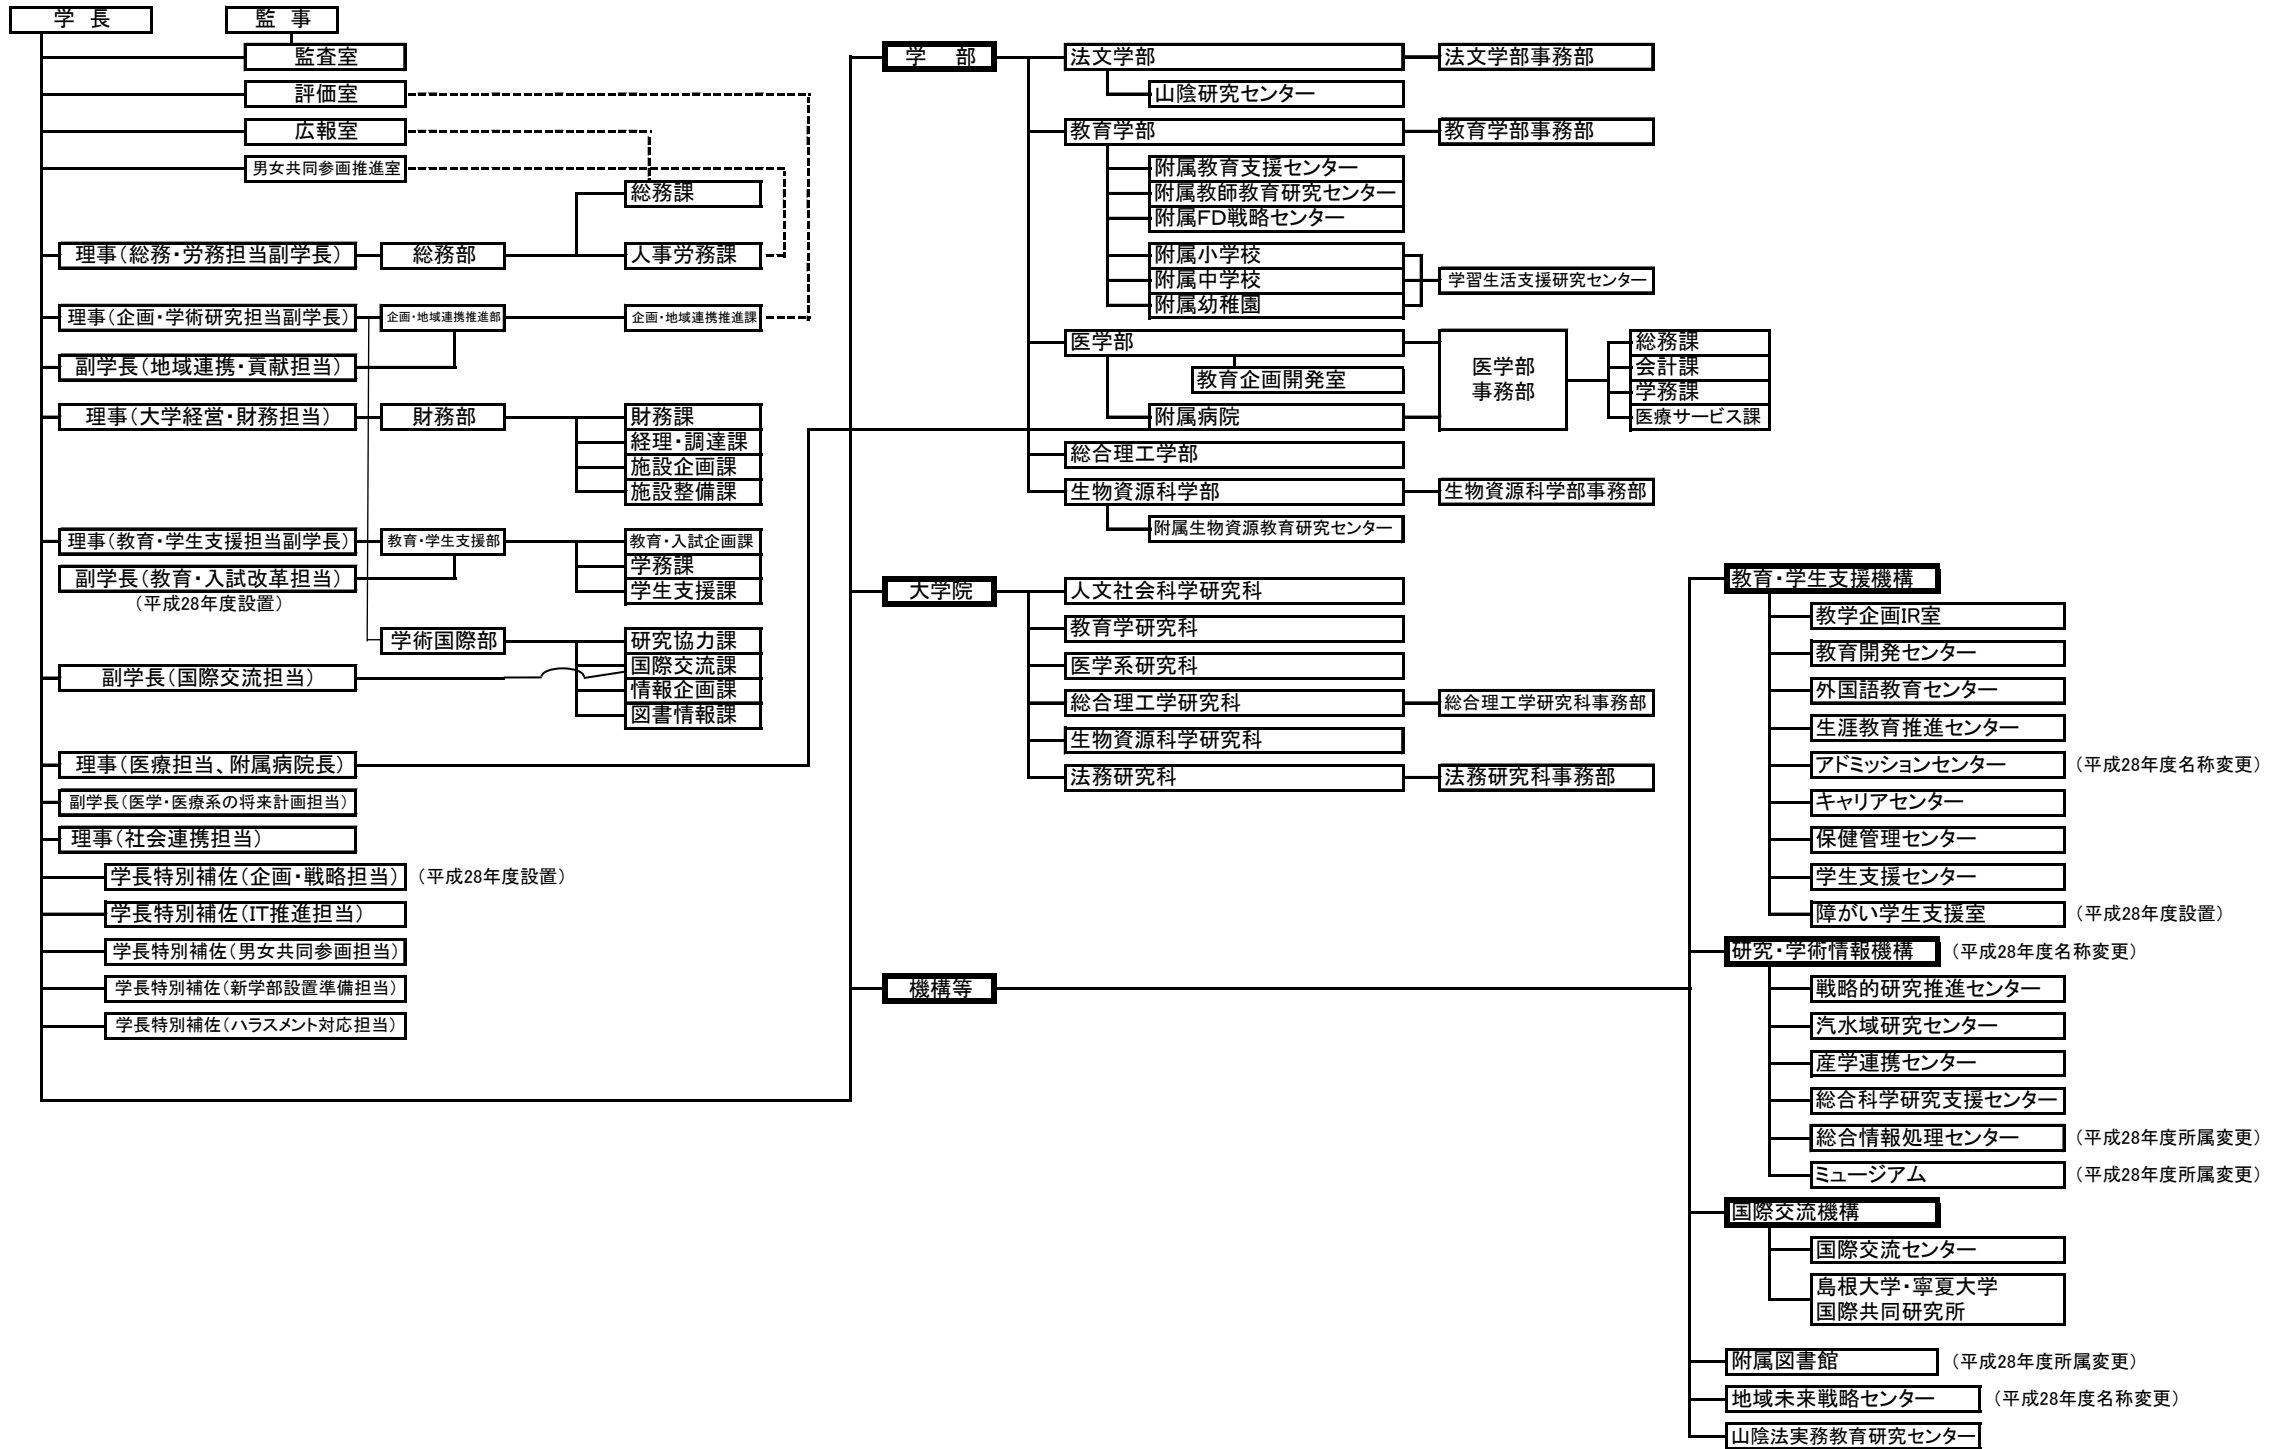 学 長
監 事
監査室
評価室
広報室
男女共同参画推進室
総務課
理事（総務・労務担当副学長）
総務部
人事労務課
理事（企画・学術研究担当副学長）
企画・地域連携推進部
企画・地域連携推進課
副学長（地域連携・貢献担当）
理事（大学経営・財務担当）
財務部
財務課
経理・調達課
施設企画課
施設整備課
理事（教育・学生支援担当副学長）
教育・学生支援部
教育・入試企画課
副学長（教育・入試改革担当）
（平成28年度設置）
学務課
学生支援課
学術国際部
研究協力課
国際交流課
情報企画課
図書情報課
副学長（国際交流担当）
理事（医療担当、附属病院長）
副学長（医学・医療系の将来計画担当）
理事（社会連携担当）
学長特別補佐（企画・戦略担当）
（平成28年度設置）
学長特別補佐（IT推進担当）
学長特別補佐（男女共同参画担当）
学長特別補佐（新学部設置準備担当）
学長特別補佐（ハラスメント対応担当）
学 部
法文学部
法文学部事務部
山陰研究センター
教育学部
教育学部事務部
附属教育支援センター
附属教師教育研究センター
附属FD戦略センター
附属小学校
附属中学校
附属幼稚園
学習生活支援研究センター
医学部
教育企画開発室
附属病院
医学部
事務部
総務課
会計課
学務課
医療サービス課
総合理工学部
生物資源科学部
生物資源科学部事務部
附属生物資源教育研究センター
大学院
人文社会科学研究科
教育学研究科
医学系研究科
総合理工学研究科
総合理工学研究科事務部
生物資源科学研究科
法務研究科
法務研究科事務部
機構等
教育・学生支援機構
教学企画IR室
教育開発センター
外国語教育センター
生涯教育推進センター
アドミッションセンター
（平成28年度名称変更）
キャリアセンター
保健管理センター
学生支援センター
障がい学生支援室
（平成28年度設置）
研究・学術情報機構
（平成28年度名称変更）
戦略的研究推進センター
汽水域研究センター
産学連携センター
総合科学研究支援センター
総合情報処理センター
（平成28年度所属変更）
ミュージアム
（平成28年度所属変更）
国際交流機構
国際交流センター
島根大学・寧夏大学
国際共同研究所
附属図書館
（平成28年度所属変更）
地域未来戦略センター
（平成28年度名称変更）
山陰法実務教育研究センター